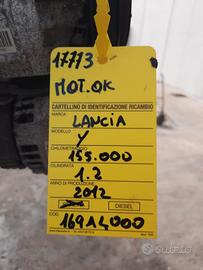 17773
MOT.OK
CARTELLINO DI IDENTIFICAZIONE RICAMBIO
MARCA
LANCIA
MODELLO
Y
CHILOMETRAGGIO
155.000
CILINDRATA
1.2
ANNO DI PRODUZIONE
2012
DIESEL
COD.
169A4000
Subito